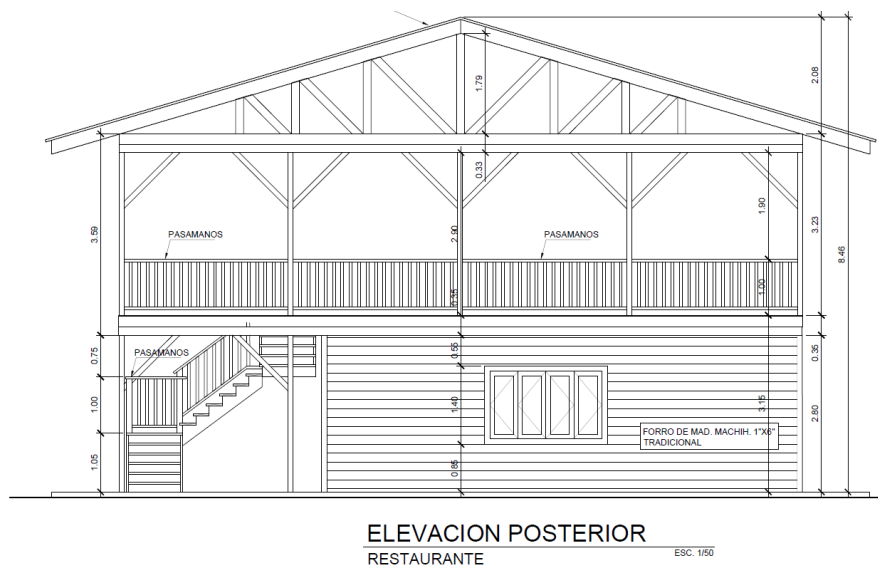 2.08
1.79
0.33
PASAMANOS
PASAMANOS
3.59
2.90
1.90
3.23
8.46
0.35
1.00
PASAMANOS
0.75
0.55
0.35
1.00
1.40
3.15
2.80
FORRO DE MAD. MACHIH. 1"X6"
TRADICIONAL
1.05
0.85
ELEVACION POSTERIOR
RESTAURANTE
ESC. 1/50